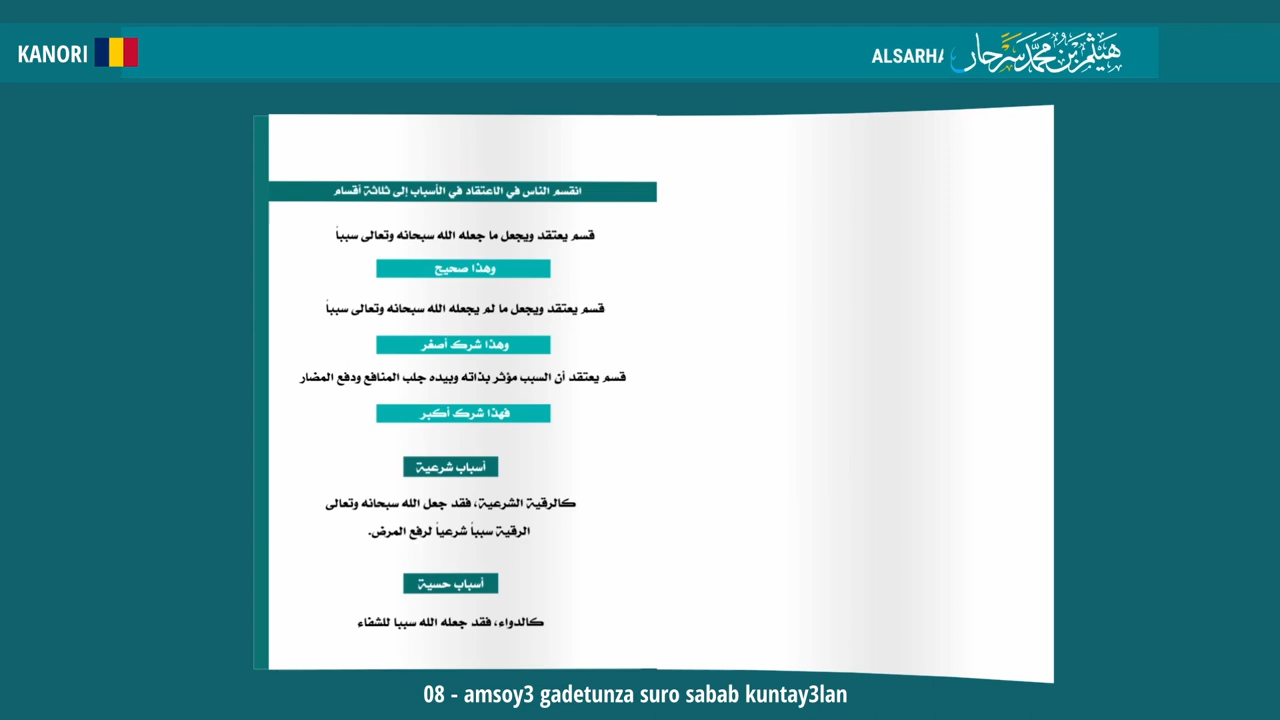 KANORI
ALSARHA
هيثم بن محمد سرحان
انقسم الناس في الاعتقاد في الأسباب إلى ثلاثة أقسام
قسم يعتقد ويجعل ما جعله الله سبحانه وتعالى سبباً
وهذا صحيح
قسم يعتقد ويجعل ما لم يجعله الله سبحانه وتعالى سبباً
وهذا شرك أصغر
قسم يعتقد أن السبب مؤثر بذاته وبيده جلب المنافع ودفع المضار
فهذا شرك أكبر
أسباب شرعية
كالرقية الشرعية، فقد جعل الله سبحانه وتعالى
الرقية سبباً شرعياً لرفع المرض.
أسباب حسية
كالدواء، فقد جعله الله سببا للشفاء
08 - amsoy3 gadetunza suro sabab kuntay3lan